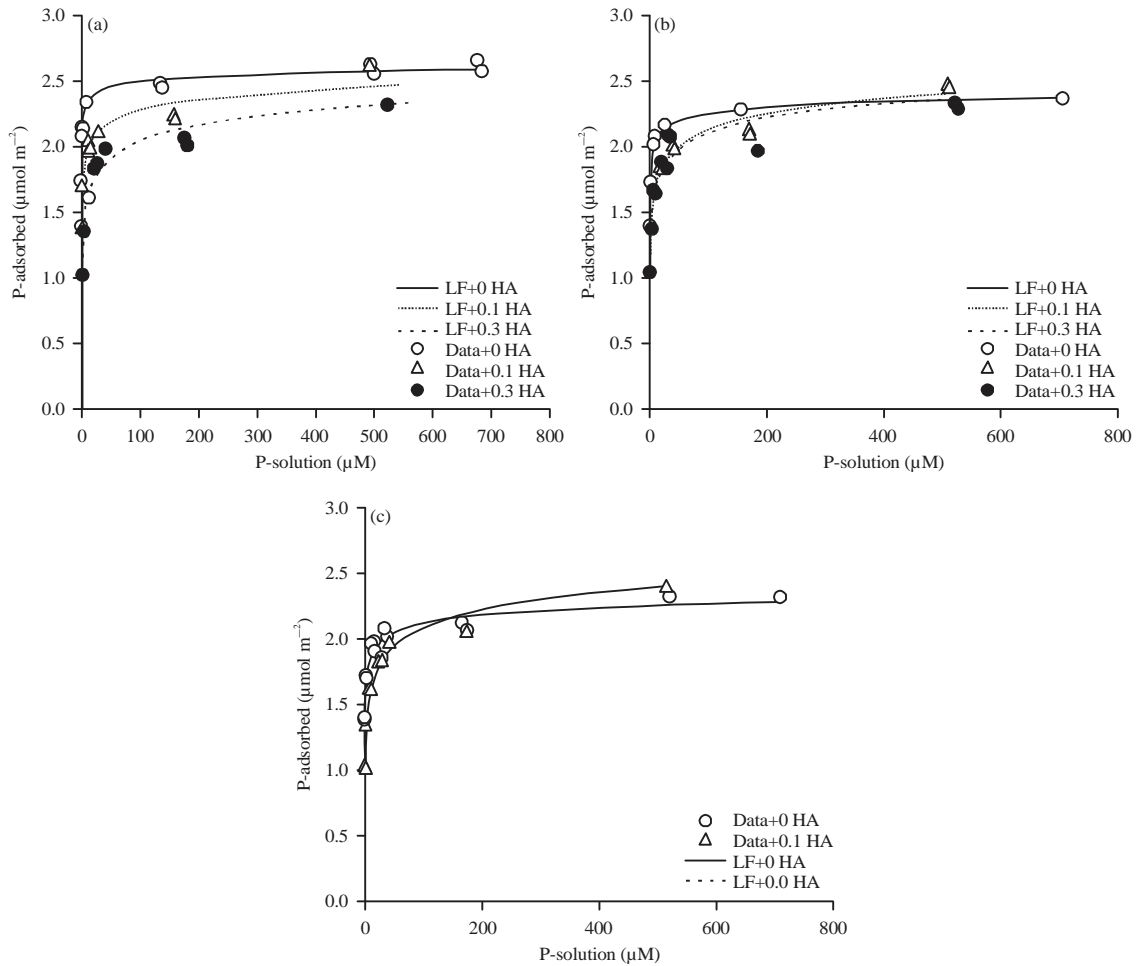 (a)
3.0
2.5
2.0
1.5
1.0
0.5
0.0
P-adsorbed (µmol m⁻²)
LF+0 HA
LF+0.1 HA
LF+0.3 HA
Data+0 HA
Data+0.1 HA
Data+0.3 HA
0 100 200 300 400 500 600 700 800
P-solution (µM)
(b)
3.0
2.5
2.0
1.5
1.0
0.5
0.0
P-adsorbed (µmol m⁻²)
LF+0 HA
LF+0.1 HA
LF+0.3 HA
Data+0 HA
Data+0.1 HA
Data+0.3 HA
0 200 400 600 800
P-solution (µM)
(c)
3.0
2.5
2.0
1.5
1.0
0.5
0.0
P-adsorbed (µmol m⁻²)
Data+0 HA
Data+0.1 HA
LF+0 HA
LF+0.0 HA
0 200 400 600 800
P-solution (µM)